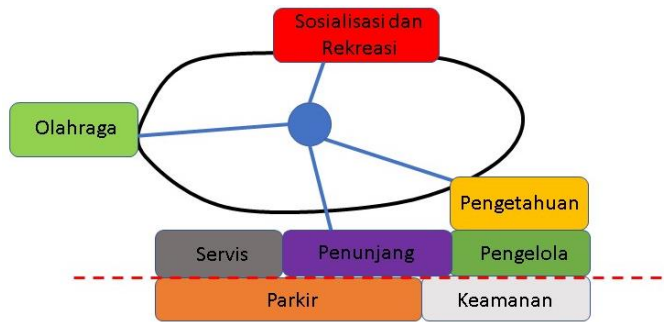 Sosialisasi dan
Rekreasi
Olahraga
Pengetahuan
Servis
Penunjang
Pengelola
Parkir
Keamanan